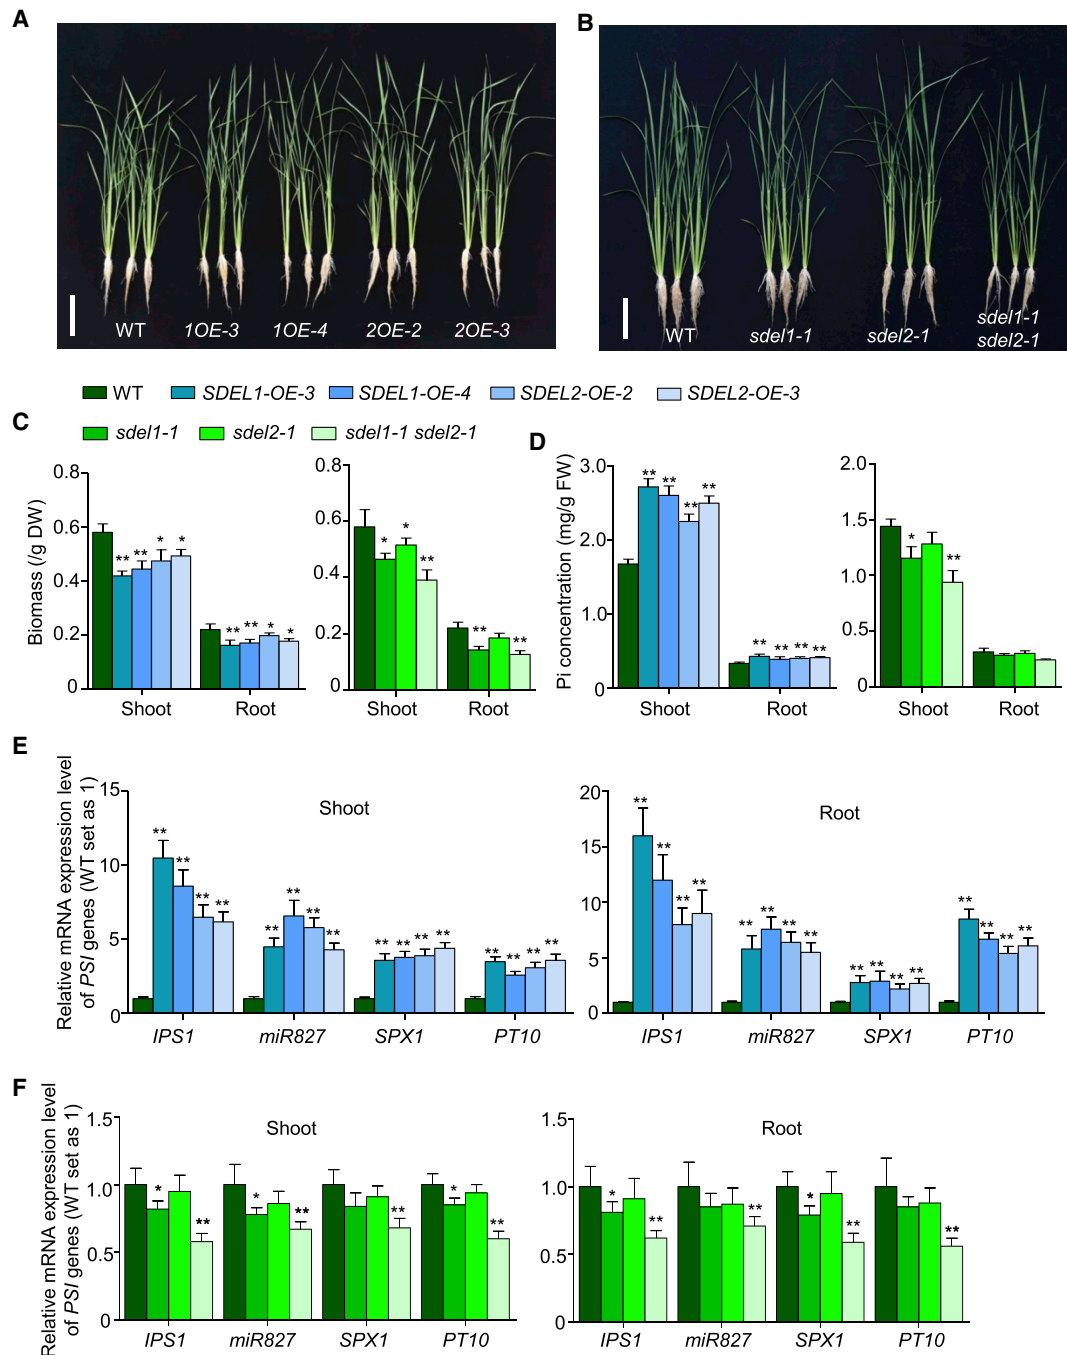 A
B
WT
1OE-3
1OE-4
2OE-2
2OE-3
WT
sdel1-1
sdel2-1
sdel1-1
sdel2-1
WT
SDEL1-OE-3
SDEL1-OE-4
SDEL2-OE-2
SDEL2-OE-3
sdel1-1
sdel2-1
sdel1-1 sdel2-1
C
Biomass (/g DW)
0.8
0.6
0.4
0.2
0
** ** * *
** ** * *
Shoot
Root
0.8
0.6
0.4
0.2
0
* * **
** **
Shoot
Root
D
Pi concentration (mg/g FW)
3.0
2.0
1.0
0
** ** ** **
** ** ** **
Shoot
Root
2.0
1.5
1.0
0.5
0
* **
Shoot
Root
E
Relative mRNA expression level
of PSI genes (WT set as 1)
15
10
5
0
Shoot
** ** ** **
** ** ** **
** ** ** **
** ** ** **
IPS1
miR827
SPX1
PT10
20
15
10
5
0
Root
** ** ** **
** ** ** **
** ** ** **
** ** ** **
IPS1
miR827
SPX1
PT10
F
Relative mRNA expression level
of PSI genes (WT set as 1)
1.5
1.0
0.5
0
Shoot
* **
* **
**
* **
IPS1
miR827
SPX1
PT10
1.5
1.0
0.5
0
Root
* **
**
* **
**
IPS1
miR827
SPX1
PT10